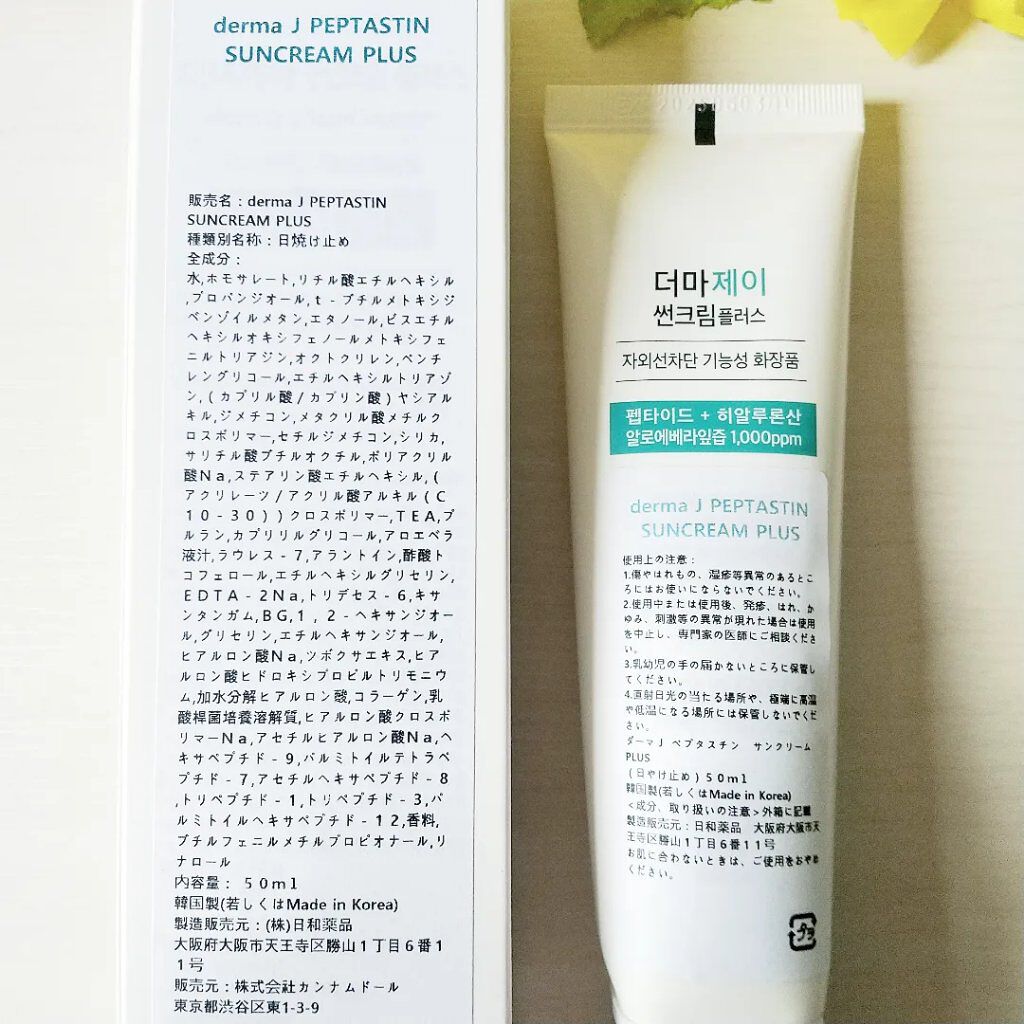 derma J PEPTASTIN
SUNCREAM PLUS
販売名：derma J PEPTASTIN
SUNCREAM PLUS
種類別名称：日焼け止め
全成分：
水,ホモサレート,リチル酸エチルヘキシル
,プロパンジオール,ｔ-ブチルメトキシジ
ベンゾイルメタン,エタノール,ビスエチル
ヘキシルオキシフェノールメトキシフェ
ニルトリアジン,オクトクリレン,ペンチ
レングリコール,エチルヘキシルトリアゾ
ン,(カプリル酸/カプリン酸)ヤシアル
キル,ジメチコン,メタクリル酸メチルク
ロスポリマー,セチルジメチコン,シリカ,
サリチル酸ブチルオクチル,ポリアクリル
酸Na,ステアリン酸エチルヘキシル,(
アクリレーツ/アクリル酸アルキル(Ｃ
１０-３０))クロスポリマー,ＴＥＡ,プ
ルラン,カプリリルグリコール,アロエベラ
液汁,ラウレス-７,アラントイン,酢酸ト
コフェロール,エチルヘキシルグリセリン,
ＥＤＴＡ-２Ｎａ,トリデセス-６,キサ
ンタンガム,BG,１，２-ヘキサンジオー
ル,グリセリン,エチルヘキサンジオール,
ヒアルロン酸Na,ツボクサエキス,ヒア
ルロン酸ヒドロキシプロピルトリモニウ
ム,加水分解ヒアルロン酸,コラーゲン,乳
酸桿菌培養溶解質,ヒアルロン酸クロスポ
リマーNa,アセチルヒアルロン酸Na,ヘ
キサペプチド-９,パルミトイルテトラペ
プチド-７,アセチルヘキサペプチド-８
,トリペプチド-１,トリペプチド-３,パ
ルミトイルヘキサペプチド-１２,香料,
ブチルフェニルメチルプロピオナール,リ
ナロール
内容量：５０ｍｌ
韓国製(若しくはMade in Korea)
製造販売元：(株)日和薬品
大阪府大阪市天王寺区勝山１丁目６番１
１号
販売元：株式会社カンナムドール
東京都渋谷区東1-3-9
더마제이
썬크림플러스
자외선차단 기능성 화장품
펩타이드 + 히알루론산
알로에베라잎즙 1,000ppm
derma J PEPTASTIN
SUNCREAM PLUS
使用上の注意：
1.傷やはれもの、湿疹等異常のあるとこ
ろにはお使いにならないでください。
2.使用中または使用後、発疹、はれ、か
ゆみ、刺激等の異常が現れた場合は使用
を中止し、専門家の医師にご相談くださ
い。
3.乳幼児の手の届かないところに保管し
てください。
4.直射日光の当たる場所や、極端に高温
や低温になる場所には保管しないでくだ
さい。
ダーマＪ ペプタスチン サンクリーム
PLUS
(日やけ止め)５０ｍｌ
韓国製(若しくはMade in Korea)
<成分、取り扱いの注意>外箱に記載
製造販売元：日和薬品 大阪府大阪市天
王寺区勝山１丁目６番１１号
お肌に合わないときは、ご使用をおやめ
ください。
プラ